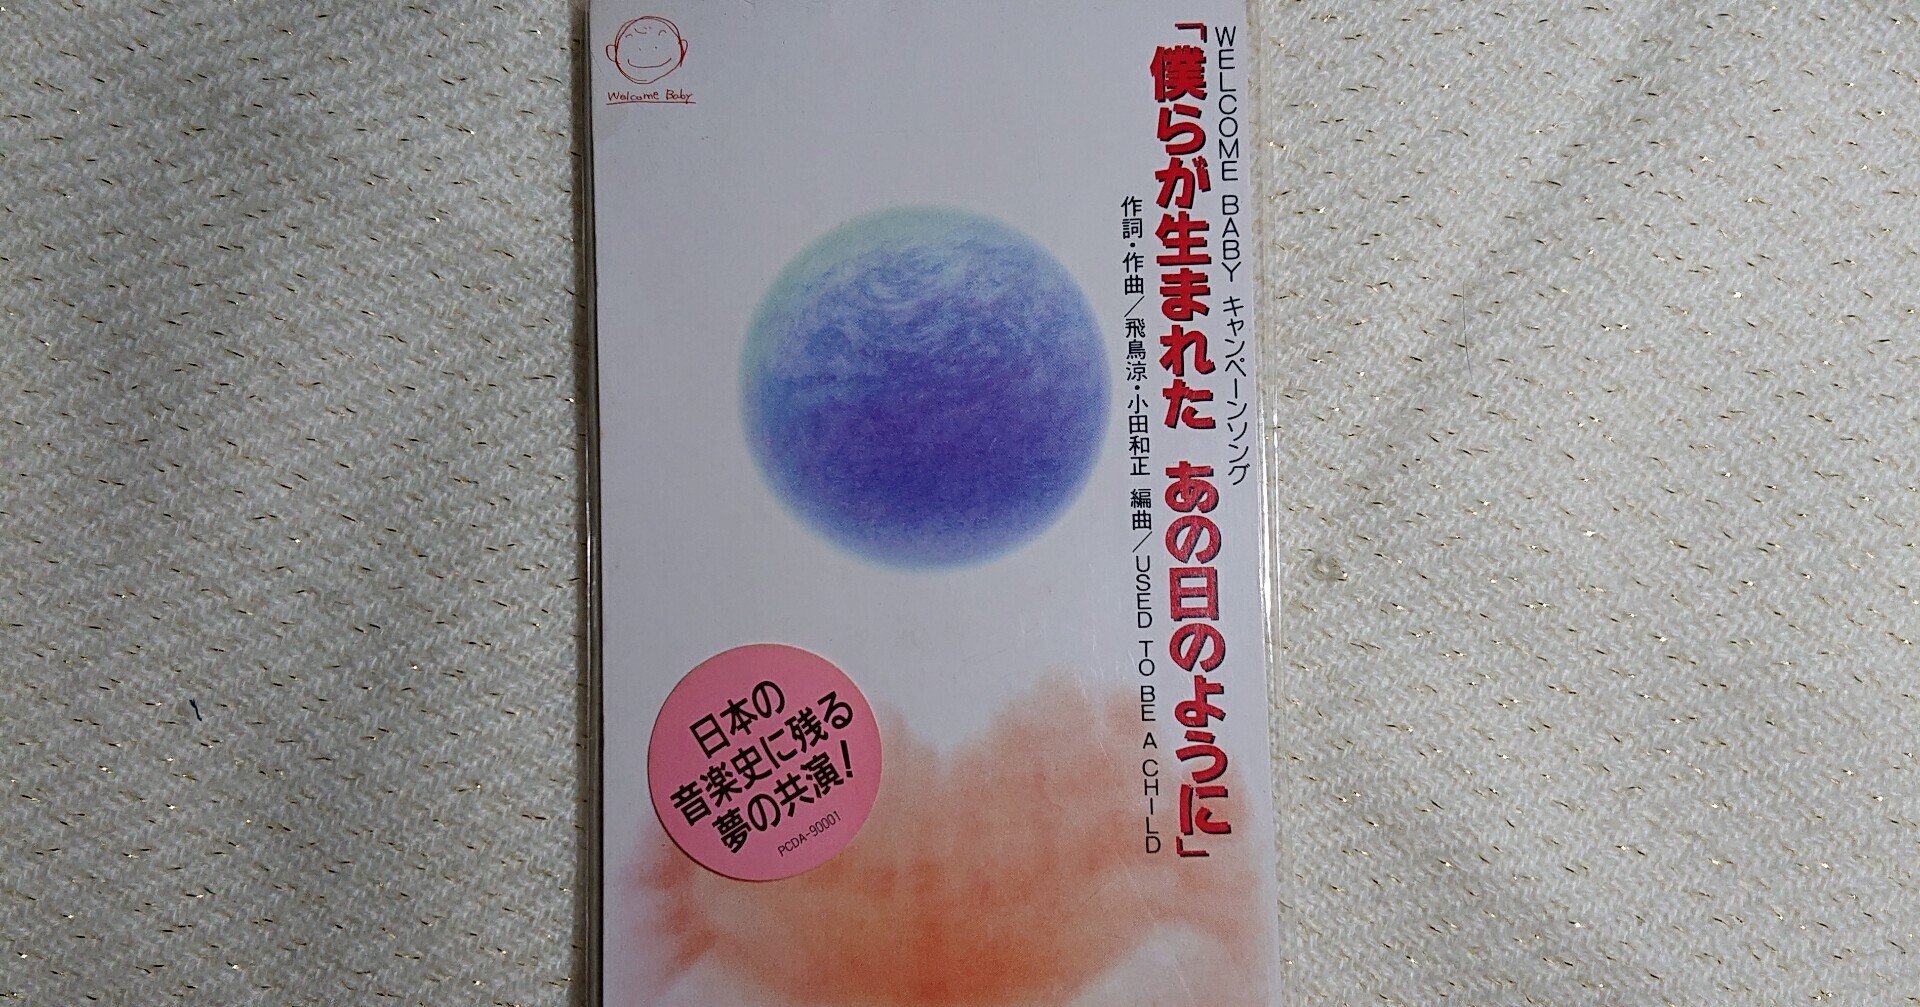 WELCOME BABY キャンペーンソング
「僕らが生まれた あの日のように」
作詞・作曲/飛鳥涼・小田和正 編曲/USED TO BE A CHILD
Welcome Baby
日本の
音楽史に残る
夢の共演!
PCDA-90001